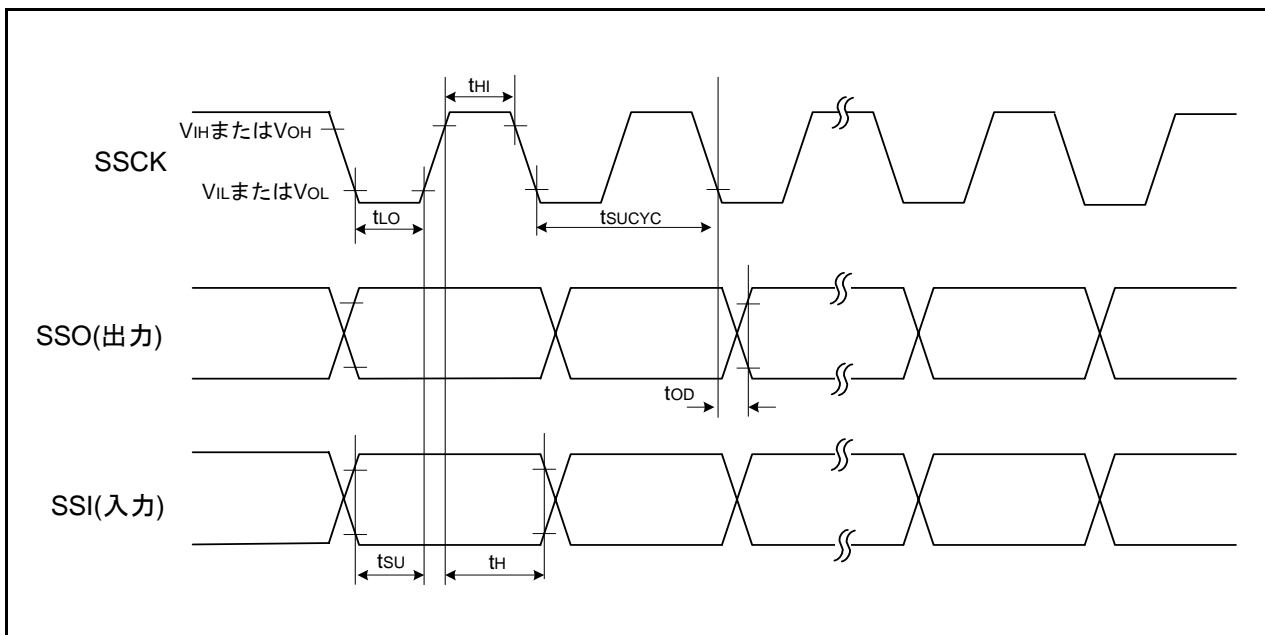 tHI
VIHまたはVOH
SSCK
VILまたはVOL
tLO
tSUCYC
SSO(出力)
tOD
SSI(入力)
tSU
tH